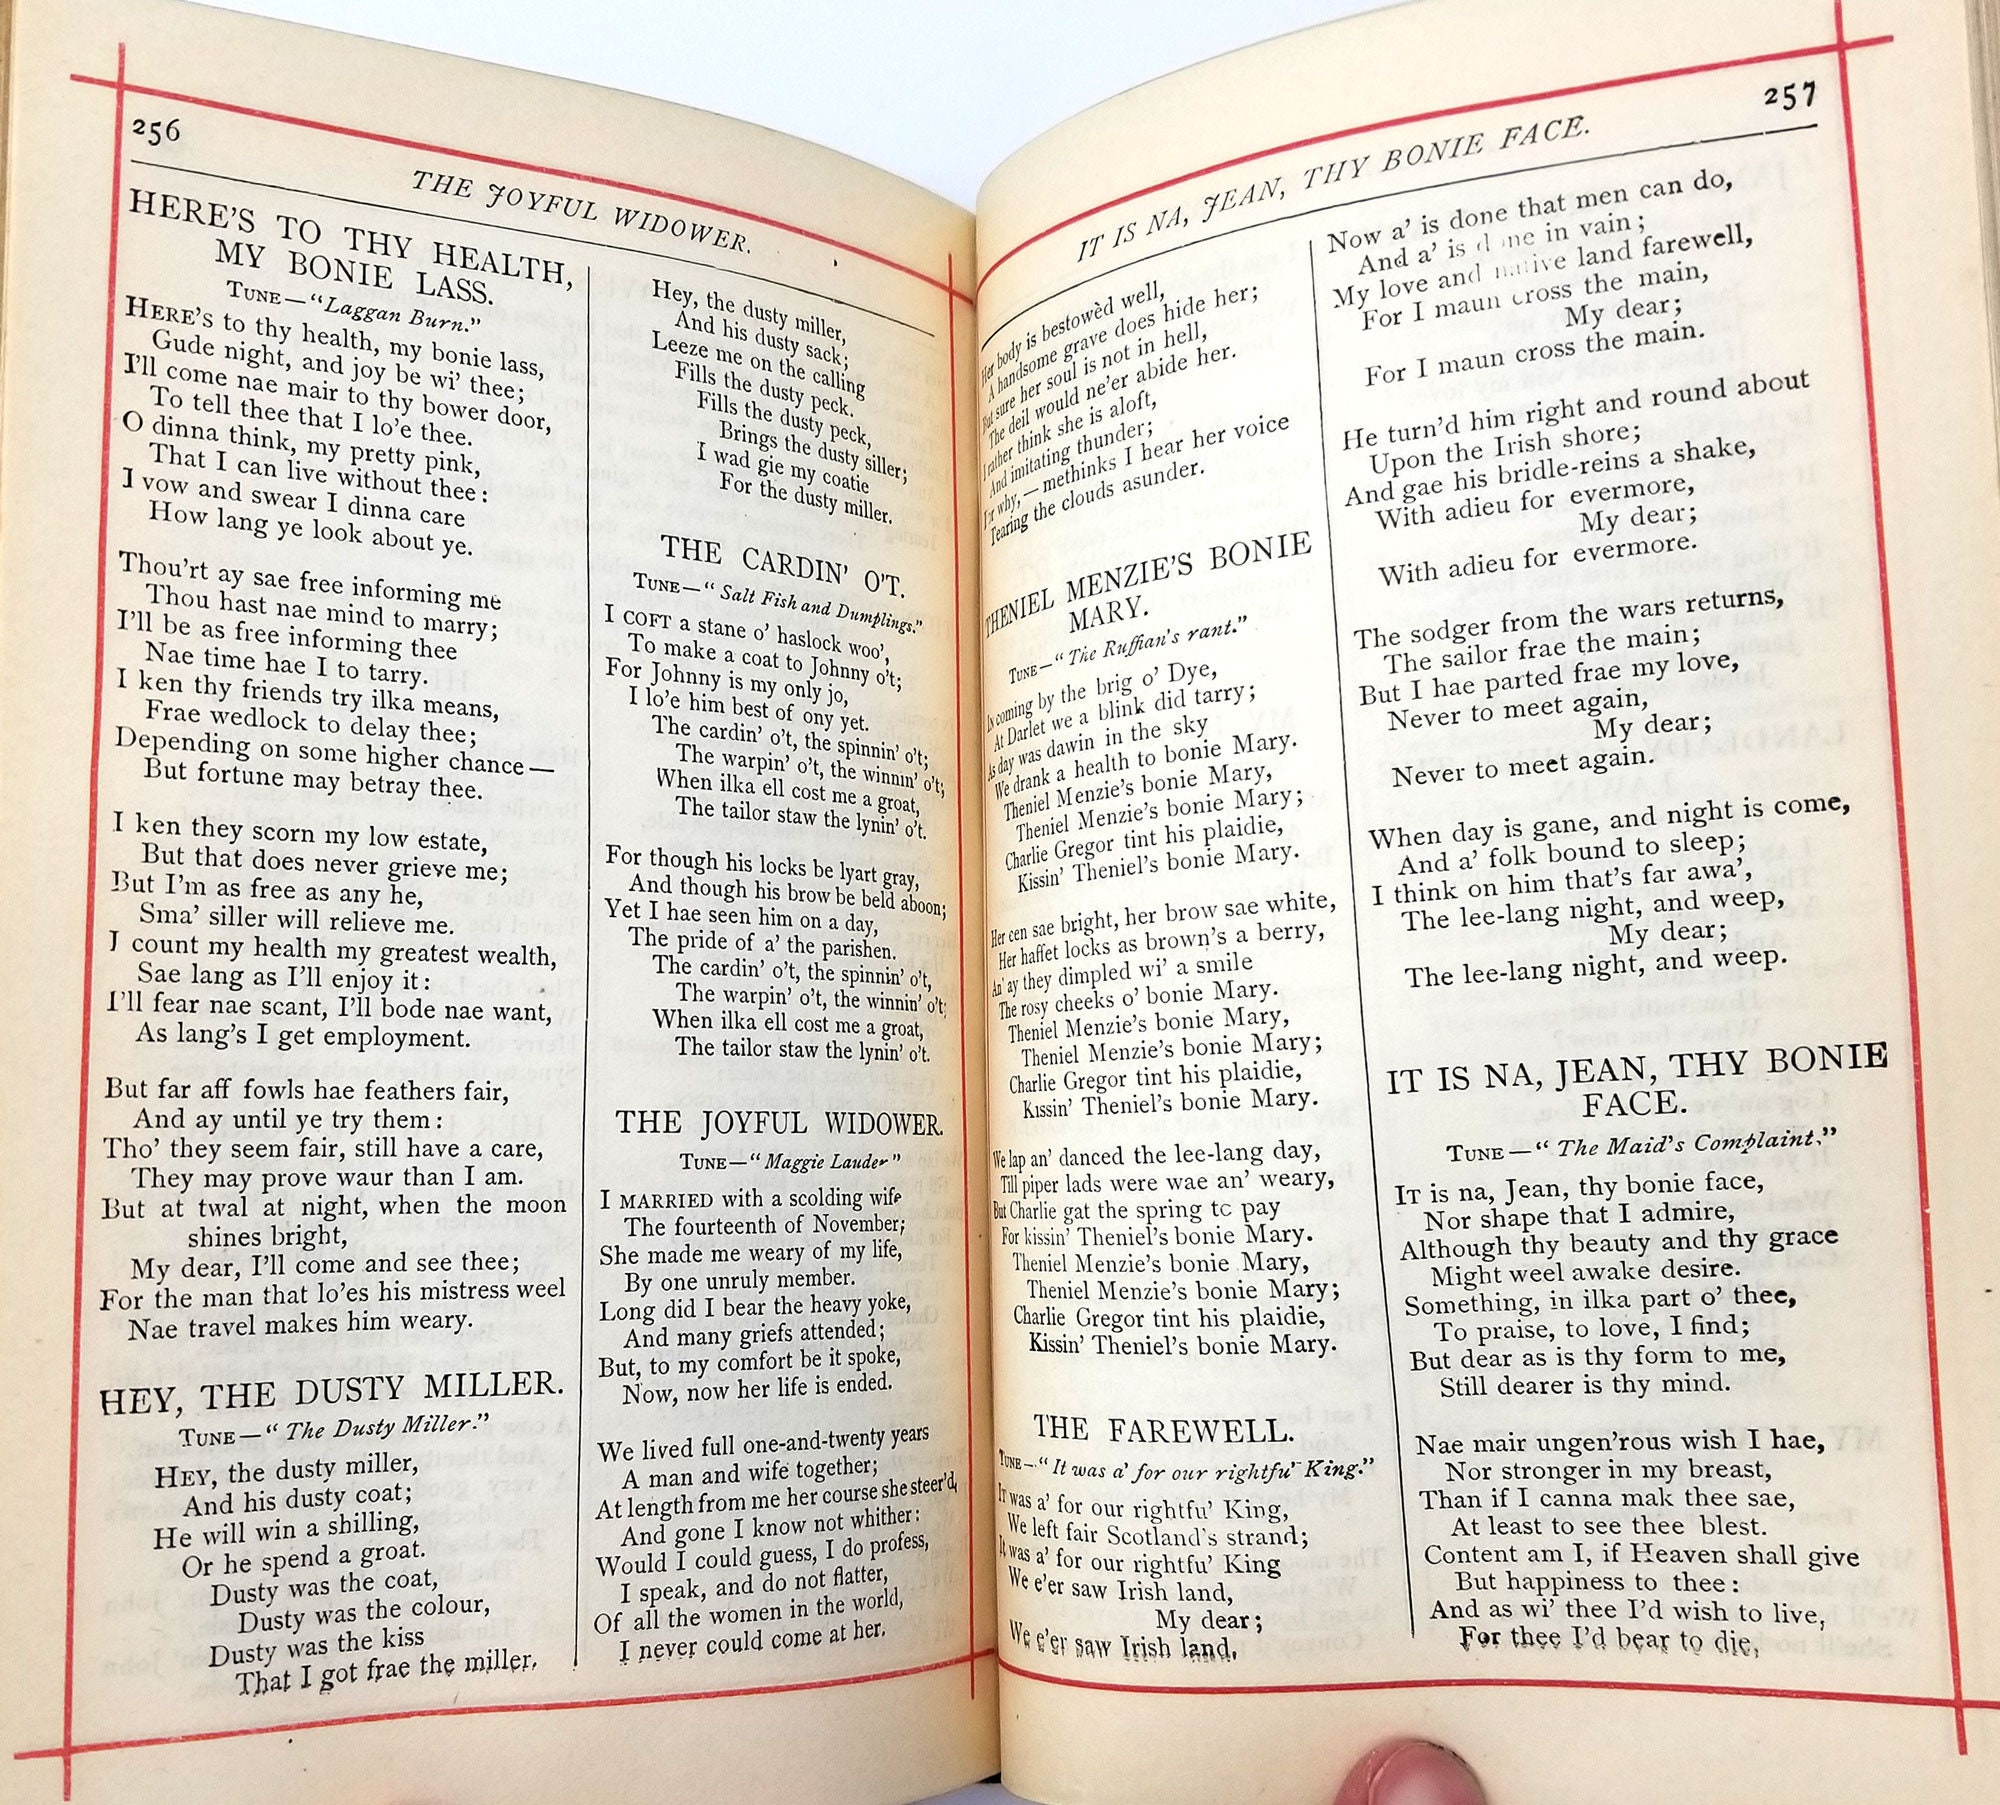 256
THE JOYFUL WIDOWER.
HERE'S TO THY HEALTH,
MY BONIE LASS.
TUNE—"Laggan Burn."
HERE'S to thy health, my bonie lass,
Gude night, and joy be wi' thee;
I'll come nae mair to thy bower door,
To tell thee that I lo'e thee.
O dinna think, my pretty pink,
That I can live without thee:
I vow and swear I dinna care
How lang ye look about ye.
Thou'rt ay sae free informing me
Thou hast nae mind to marry;
I'll be as free informing thee
Nae time hae I to tarry.
I ken thy friends try ilka means,
Frae wedlock to delay thee;
Depending on some higher chance—
But fortune may betray thee.
I ken they scorn my low estate,
But that does never grieve me;
But I'm as free as any he,
Sma' siller will relieve me.
I count my health my greatest wealth,
Sae lang as I'll enjoy it:
I'll fear nae scant, I'll bode nae want,
As lang's I get employment.
But far aff fowls hae feathers fair,
And ay until ye try them:
Tho' they seem fair, still have a care,
They may prove waur than I am.
But at twal at night, when the moon
shines bright,
My dear, I'll come and see thee;
For the man that lo'es his mistress weel
Nae travel makes him weary.
HEY, THE DUSTY MILLER.
TUNE—"The Dusty Miller."
HEY, the dusty miller,
And his dusty coat;
He will win a shilling,
Or he spend a groat.
Dusty was the coat,
Dusty was the colour,
Dusty was the kiss
That I got frae the miller.
Hey, the dusty miller,
And his dusty sack;
Leeze me on the calling
Fills the dusty peck.
Fills the dusty peck,
Brings the dusty siller;
I wad gie my coatie
For the dusty miller.
THE CARDIN' O'T.
TUNE—"Salt Fish and Dumplings."
I COFT a stane o' haslock woo',
To make a coat to Johnny o't;
For Johnny is my only jo,
I lo'e him best of ony yet.
The cardin' o't, the spinnin' o't;
The warpin' o't, the winnin' o't;
When ilka ell cost me a groat,
The tailor staw the lynin' o't.
For though his locks be lyart gray,
And though his brow be beld aboon;
Yet I hae seen him on a day,
The pride of a' the parishen.
The cardin' o't, the spinnin' o't,
The warpin' o't, the winnin' o't;
When ilka ell cost me a groat,
The tailor staw the lynin' o't.
THE JOYFUL WIDOWER.
TUNE—"Maggie Lauder"
I MARRIED with a scolding wife
The fourteenth of November;
She made me weary of my life,
By one unruly member.
Long did I bear the heavy yoke,
And many griefs attended;
But, to my comfort be it spoke,
Now, now her life is ended.
We lived full one-and-twenty years
A man and wife together;
At length from me her course she steer'd,
And gone I know not whither:
Would I could guess, I do profess,
I speak, and do not flatter,
Of all the women in the world,
I never could come at her.
257
IT IS NA, JEAN, THY BONIE FACE.
Her body is bestowèd well,
A handsome grave does hide her;
But sure her soul is not in hell,
The deil would ne'er abide her.
I rather think she is aloft,
And imitating thunder;
For why,—methinks I hear her voice
Tearing the clouds asunder.
THENIEL MENZIE'S BONIE
MARY.
TUNE—"The Ruffian's rant."
IN coming by the brig o' Dye,
At Darlet we a blink did tarry;
As day was dawin in the sky
We drank a health to bonie Mary.
Theniel Menzie's bonie Mary,
Theniel Menzie's bonie Mary;
Charlie Gregor tint his plaidie,
Kissin' Theniel's bonie Mary.
Her een sae bright, her brow sae white,
Her haffet locks as brown's a berry,
An' ay they dimpled wi' a smile
The rosy cheeks o' bonie Mary.
Theniel Menzie's bonie Mary,
Theniel Menzie's bonie Mary;
Charlie Gregor tint his plaidie,
Kissin' Theniel's bonie Mary.
We lap an' danced the lee-lang day,
Till piper lads were wae an' weary,
But Charlie gat the spring to pay
For kissin' Theniel's bonie Mary.
Theniel Menzie's bonie Mary,
Theniel Menzie's bonie Mary;
Charlie Gregor tint his plaidie,
Kissin' Theniel's bonie Mary.
THE FAREWELL.
TUNE—"It was a' for our rightfu' King."
It was a' for our rightfu' King,
We left fair Scotland's strand;
It was a' for our rightfu' King
We e'er saw Irish land,
My dear;
We e'er saw Irish land.
Now a' is done that men can do,
And a' is done in vain;
My love and native land farewell,
For I maun cross the main,
My dear;
For I maun cross the main.
He turn'd him right and round about
Upon the Irish shore;
And gae his bridle-reins a shake,
With adieu for evermore,
My dear;
With adieu for evermore.
The sodger from the wars returns,
The sailor frae the main;
But I hae parted frae my love,
Never to meet again,
My dear;
Never to meet again.
When day is gane, and night is come,
And a' folk bound to sleep;
I think on him that's far awa',
The lee-lang night, and weep,
My dear;
The lee-lang night, and weep.
IT IS NA, JEAN, THY BONIE
FACE.
TUNE—"The Maid's Complaint."
IT is na, Jean, thy bonie face,
Nor shape that I admire,
Although thy beauty and thy grace
Might weel awake desire.
Something, in ilka part o' thee,
To praise, to love, I find;
But dear as is thy form to me,
Still dearer is thy mind.
Nae mair ungen'rous wish I hae,
Nor stronger in my breast,
Than if I canna mak thee sae,
At least to see thee blest.
Content am I, if Heaven shall give
But happiness to thee:
And as wi' thee I'd wish to live,
For thee I'd bear to die.